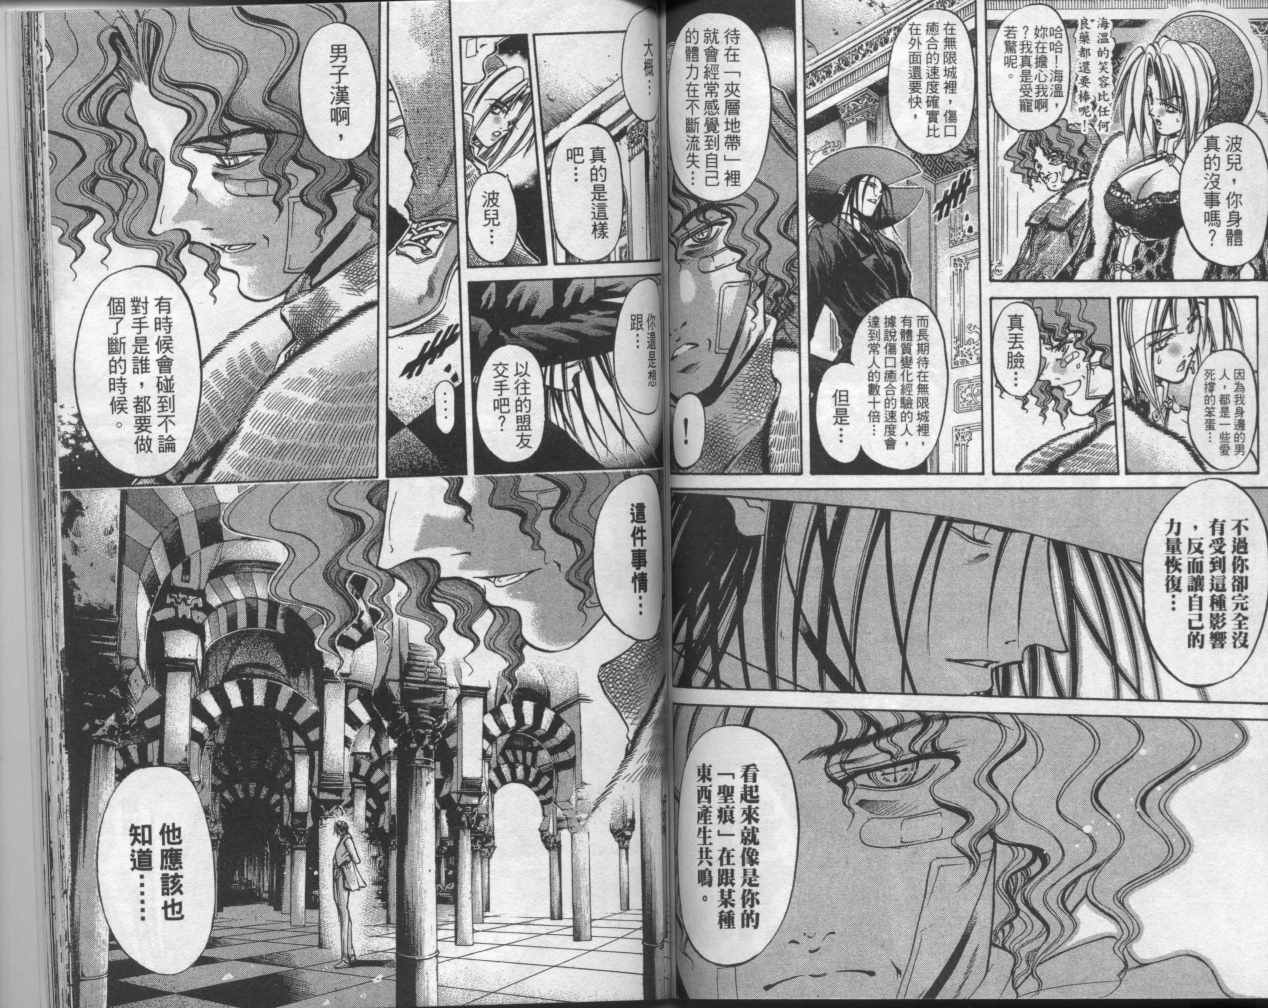 波兒，你身體
真的沒事嗎？
海溫的笑容比任何
良藥都還要棒呢！
哈哈！海溫，
妳在擔心我啊
？我真是受寵
若驚呢。
因為我身邊的男
人，都是一些愛
死撐的笨蛋…
真丟臉…
在無限城裡，傷口
癒合的速度確實比
在外面還要快，
而長期待在無限城裡，
有體質變化經驗的人，
據說傷口癒合的速度會
達到常人的數十倍…
但是…
待在「夾層地帶」裡
就會經常感覺到自己
的體力在不斷流失…
！
不過你卻完全沒
有受到這種影響
，反而讓自己的
力量恢復…
看起來就像是你的
「聖痕」在跟某種
東西產生共鳴。
大概…
真的是這樣
吧…
波兒…
你還是想
跟…
以往的盟友
交手吧？
…
男子漢啊，
有時候會碰到不論
對手是誰，都要做
個了斷的時候。
這件事情…
他應該也
知道……